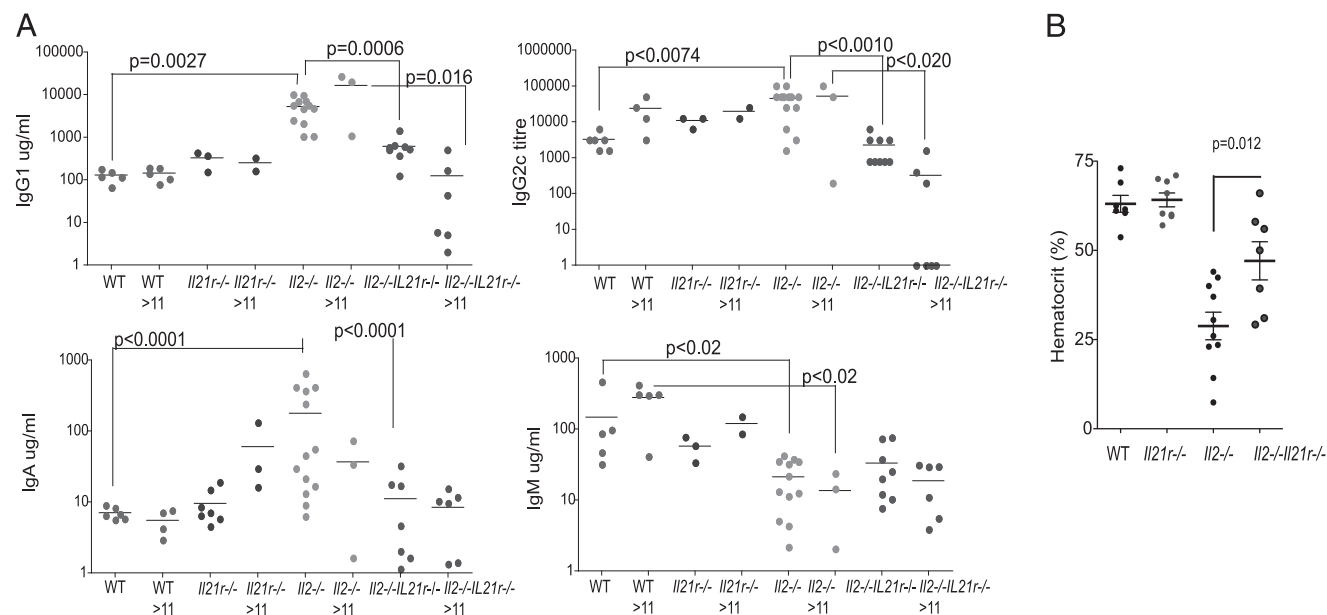 A
B
100000
10000
1000
100
10
1
IgG1 ug/ml
p=0.0027
p=0.0006
p=0.016
WT WT Il21r-/- Il21r-/- Il2-/- Il2-/- Il2-/-IL21r-/- Il2-/-IL21r-/-
>11 >11 >11 >11
1000000
100000
10000
1000
100
10
1
IgG2c titre
p<0.0074
p<0.0010
p<0.020
WT WT Il21r-/- Il21r-/- Il2-/- Il2-/- Il2-/-IL21r-/- Il2-/-IL21r-/-
>11 >11 >11 >11
1000
100
10
1
IgA ug/ml
p<0.0001
p<0.0001
WT WT Il21r-/- Il21r-/- Il2-/- Il2-/- Il2-/-IL21r-/- Il2-/-IL21r-/-
>11 >11 >11 >11
1000
100
10
1
IgM ug/ml
p<0.02
p<0.02
WT WT Il21r-/- Il21r-/- Il2-/- Il2-/- Il2-/-IL21r-/- Il2-/-IL21r-/-
>11 >11 >11 >11
75
50
25
0
Hematocrit (%)
p=0.012
WT Il21r-/- Il2-/- Il2-/-Il21r-/-